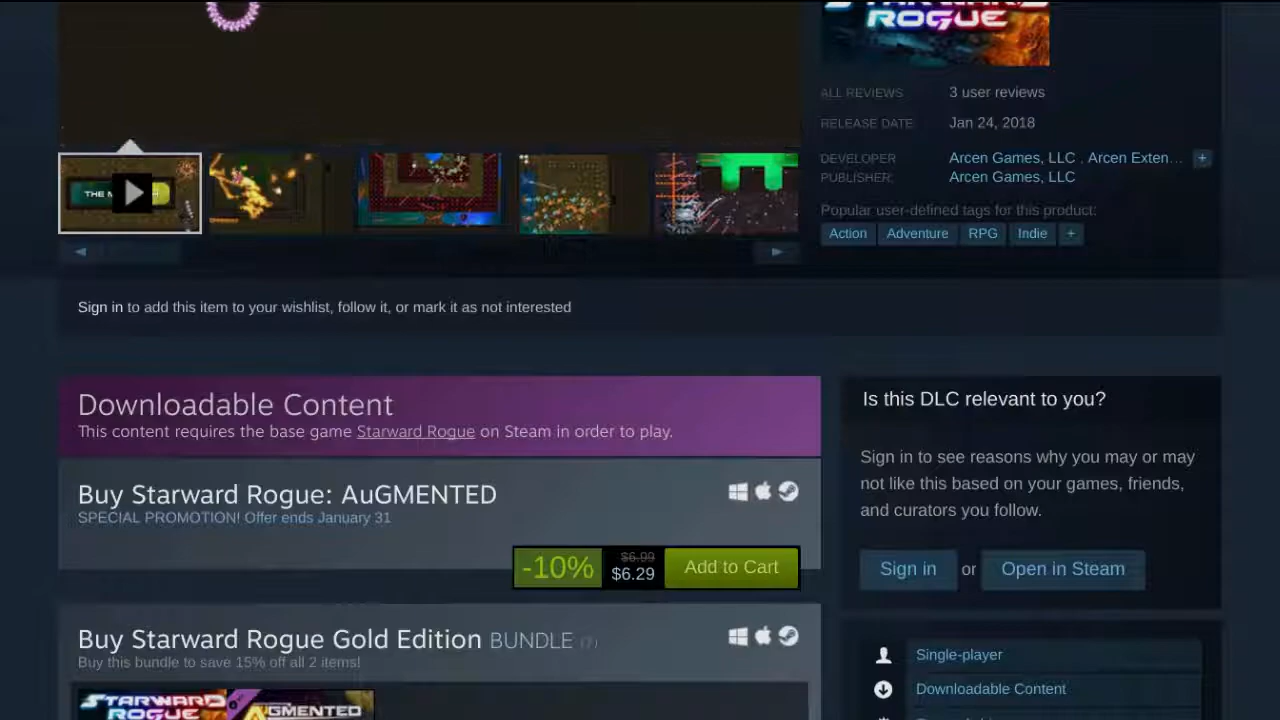 ROGUE
ALL REVIEWS 3 user reviews
RELEASE DATE: Jan 24, 2018
DEVELOPER Arcen Games, LLC , Arcen Exten... +
PUBLISHER: Arcen Games, LLC
Popular user-defined tags for this product:
Action Adventure RPG Indie +
THE
Sign in to add this item to your wishlist, follow it, or mark it as not interested
Downloadable Content
This content requires the base game Starward Rogue on Steam in order to play.
Buy Starward Rogue: AuGMENTED
SPECIAL PROMOTION! Offer ends January 31
-10% $6.99 $6.29 Add to Cart
Is this DLC relevant to you?
Sign in to see reasons why you may or may
not like this based on your games, friends,
and curators you follow.
Sign in or Open in Steam
Buy Starward Rogue Gold Edition BUNDLE (?)
Buy this bundle to save 15% off all 2 items!
STARWARD
ROGUE
AUGMENTED
Single-player
Downloadable Content